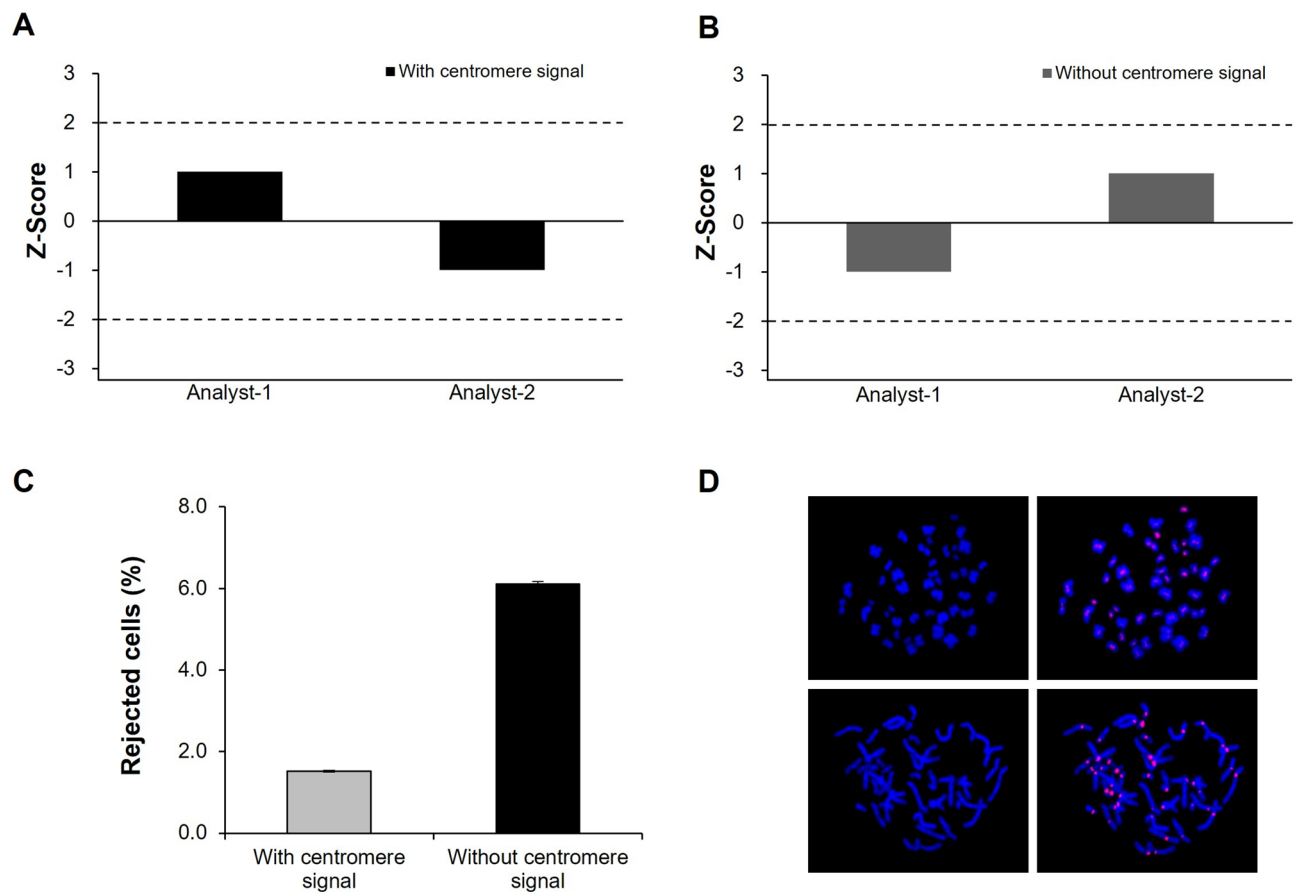 A
With centromere signal
3
2
1
0
-1
-2
-3
Z-Score
Analyst-1
Analyst-2
B
Without centromere signal
3
2
1
0
-1
-2
-3
Z-Score
Analyst-1
Analyst-2
C
8.0
6.0
4.0
2.0
0.0
Rejected cells (%)
With centromere
signal
Without centromere
signal
D